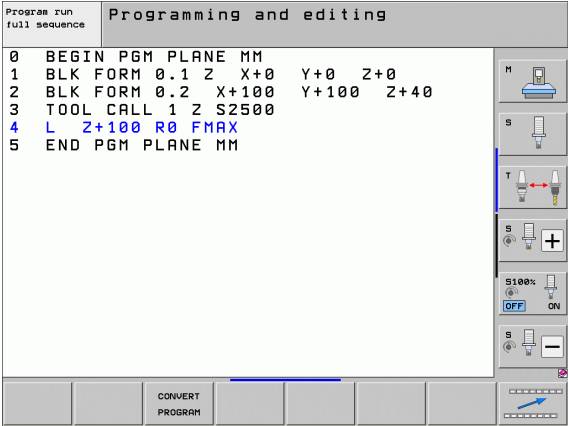 Program run
full sequence
Programming and editing
0 BEGIN PGM PLANE MM
1 BLK FORM 0.1 Z X+0 Y+0 Z+0
2 BLK FORM 0.2 X+100 Y+100 Z+40
3 TOOL CALL 1 Z S2500
4 L Z+100 R0 FMAX
5 END PGM PLANE MM
M
S
T
S
+
S100%
OFF ON
S
−
CONVERT
PROGRAM